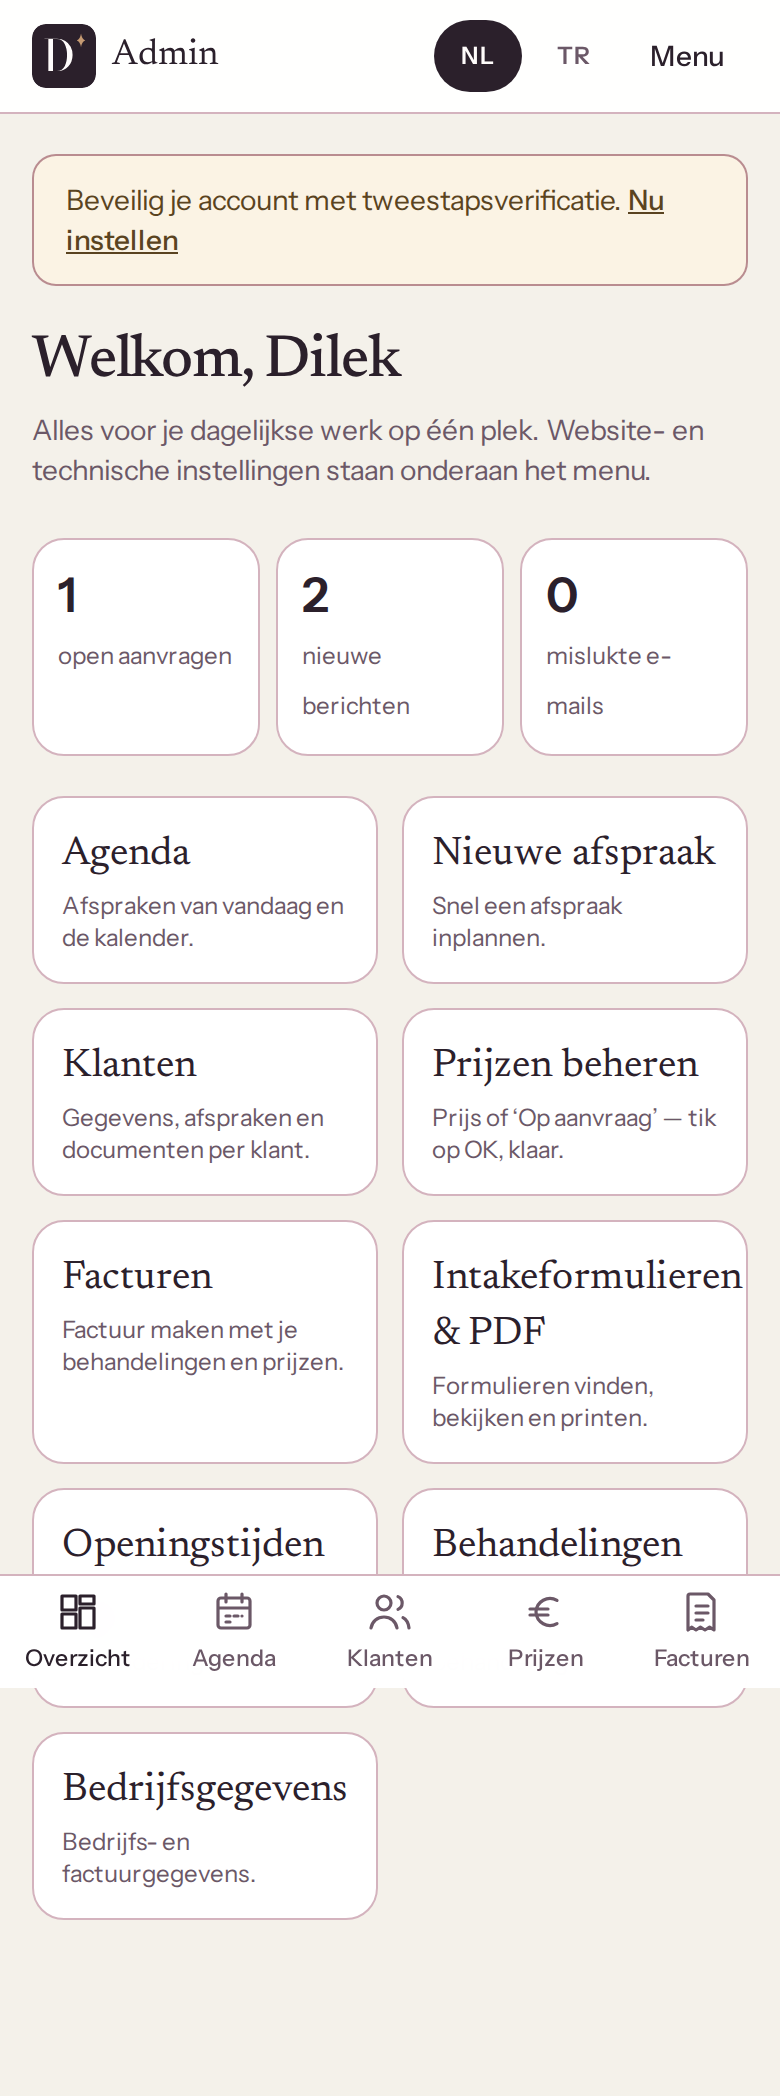 D Admin NL TR Menu
Beveilig je account met tweestapsverificatie. Nu
instellen
Welkom, Dilek
Alles voor je dagelijkse werk op één plek. Website- en
technische instellingen staan onderaan het menu.
1
open aanvragen
2
nieuwe
berichten
0
mislukte e-
mails
Agenda
Afspraken van vandaag en
de kalender.
Nieuwe afspraak
Snel een afspraak
inplannen.
Klanten
Gegevens, afspraken en
documenten per klant.
Prijzen beheren
Prijs of ‘Op aanvraag’ — tik
op OK, klaar.
Facturen
Factuur maken met je
behandelingen en prijzen.
Intakeformulieren
& PDF
Formulieren vinden,
bekijken en printen.
Openingstijden
Behandelingen
Overzicht Agenda Klanten Prijzen Facturen
Bedrijfsgegevens
Bedrijfs- en
factuurgegevens.